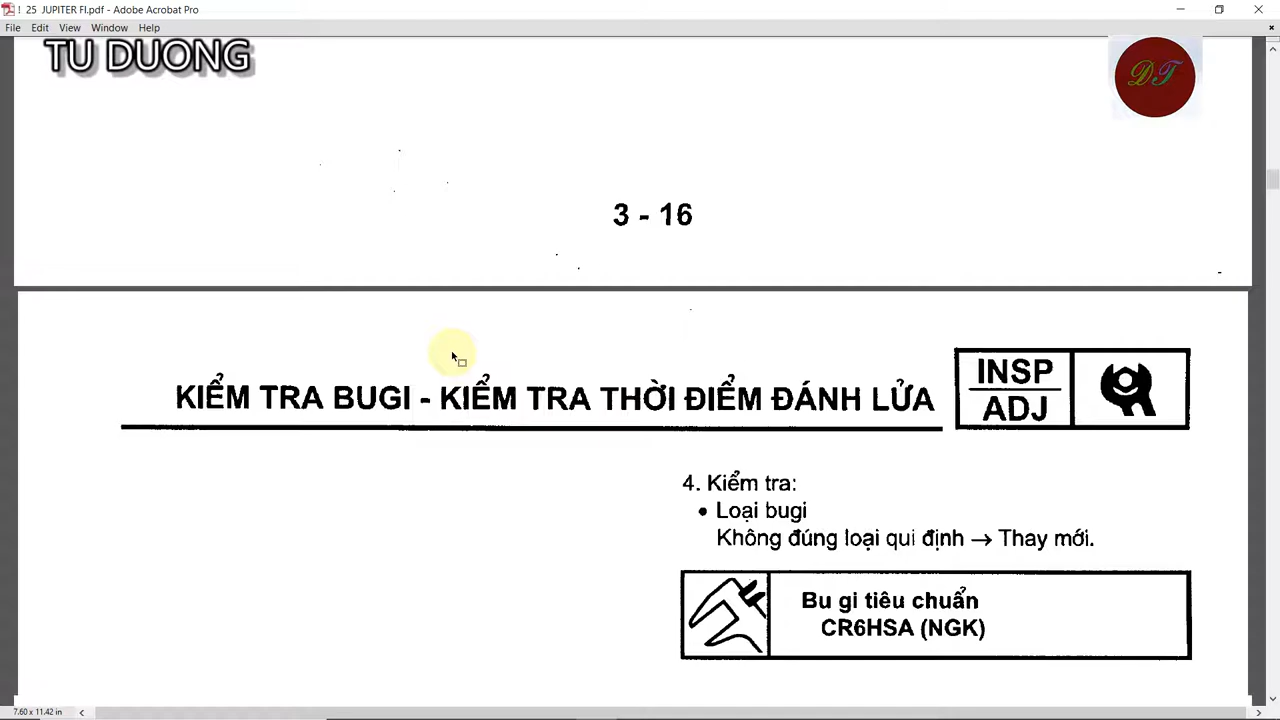 ! 25 JUPITER FI.pdf - Adobe Acrobat Pro
File Edit View Window Help
TU DUONG
DT
3 - 16
KIỂM TRA BUGI - KIỂM TRA THỜI ĐIỂM ĐÁNH LỬA
INSP
ADJ
4. Kiểm tra:
• Loại bugi
Không đúng loại qui định → Thay mới.
Bu gi tiêu chuẩn
CR6HSA (NGK)
7.60 x 11.42 in